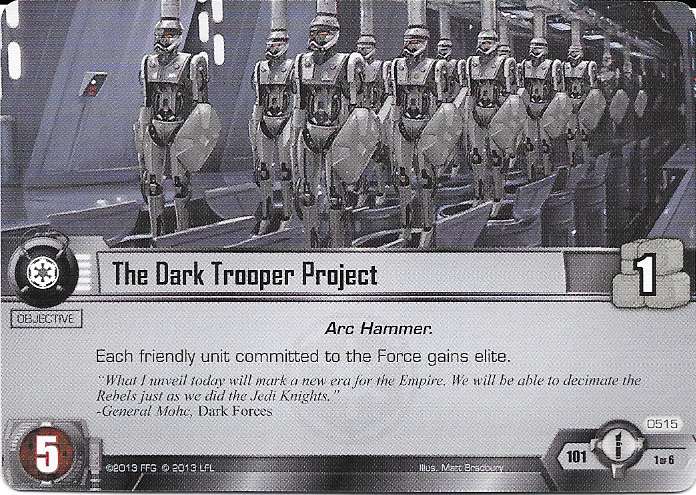 The Dark Trooper Project
1
OBJECTIVE
Arc Hammer.
Each friendly unit committed to the Force gains elite.
"What I unveil today will mark a new era for the Empire. We will be able to decimate the
Rebels just as we did the Jedi Knights."
-General Mohc, Dark Forces
0515
5
101
1 OF 6
©2013 FFG © 2013 LFL
Illus. Matt Bradbury